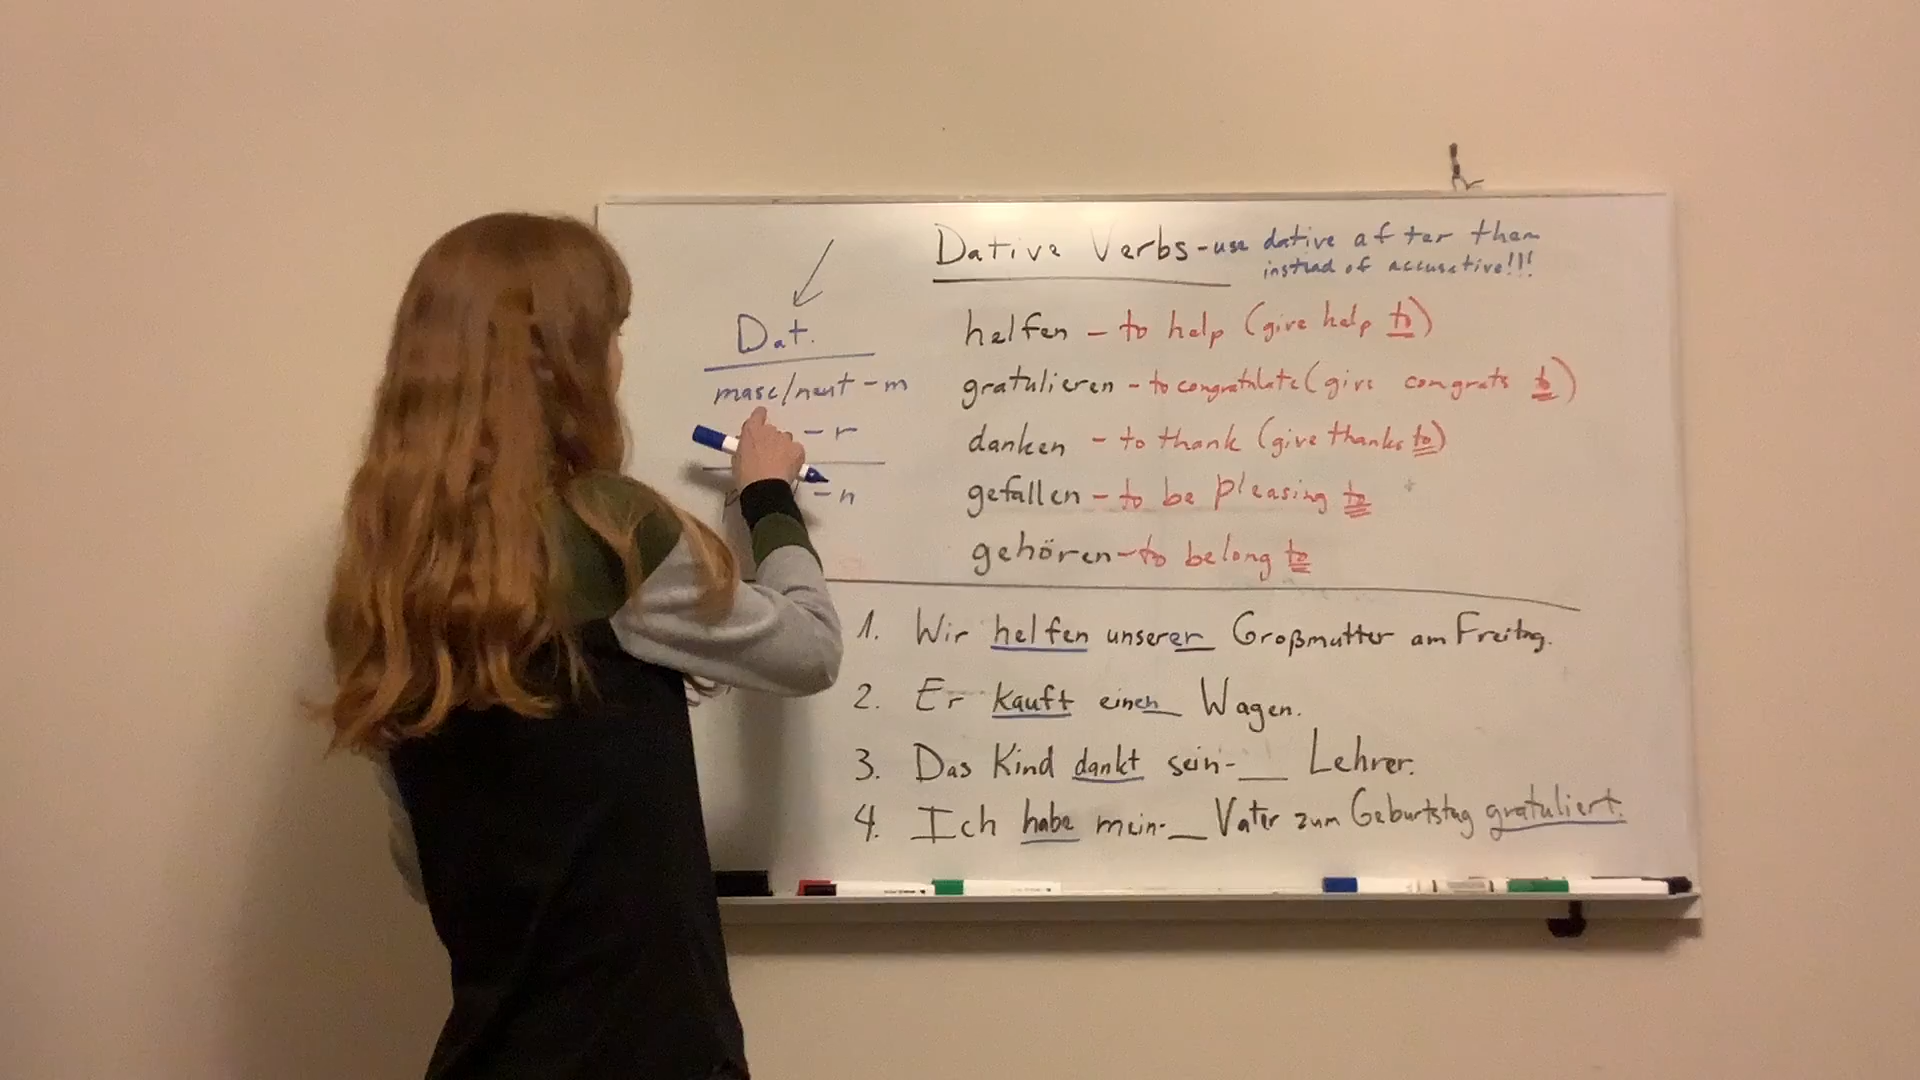 Dative Verbs - use dative after them
instead of accusative!!!
Dat.
masc/neut - m
- r
- n
helfen - to help (give help to)
gratulieren - to congratulate (give congrats to)
danken - to thank (give thanks to)
gefallen - to be pleasing to
gehören - to belong to
1. Wir helfen unserer Großmutter am Freitag.
2. Er kauft einen Wagen.
3. Das Kind dankt sein-__ Lehrer.
4. Ich habe mein-__ Vater zum Geburtstag gratuliert.